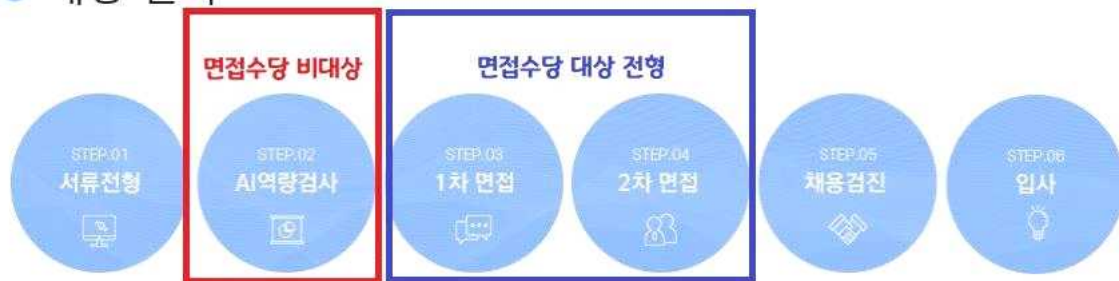 면접수당 비대상
면접수당 대상 전형
STEP.01
서류전형
STEP.02
AI역량검사
STEP.03
1차 면접
STEP.04
2차 면접
STEP.05
채용검진
STEP.06
입사